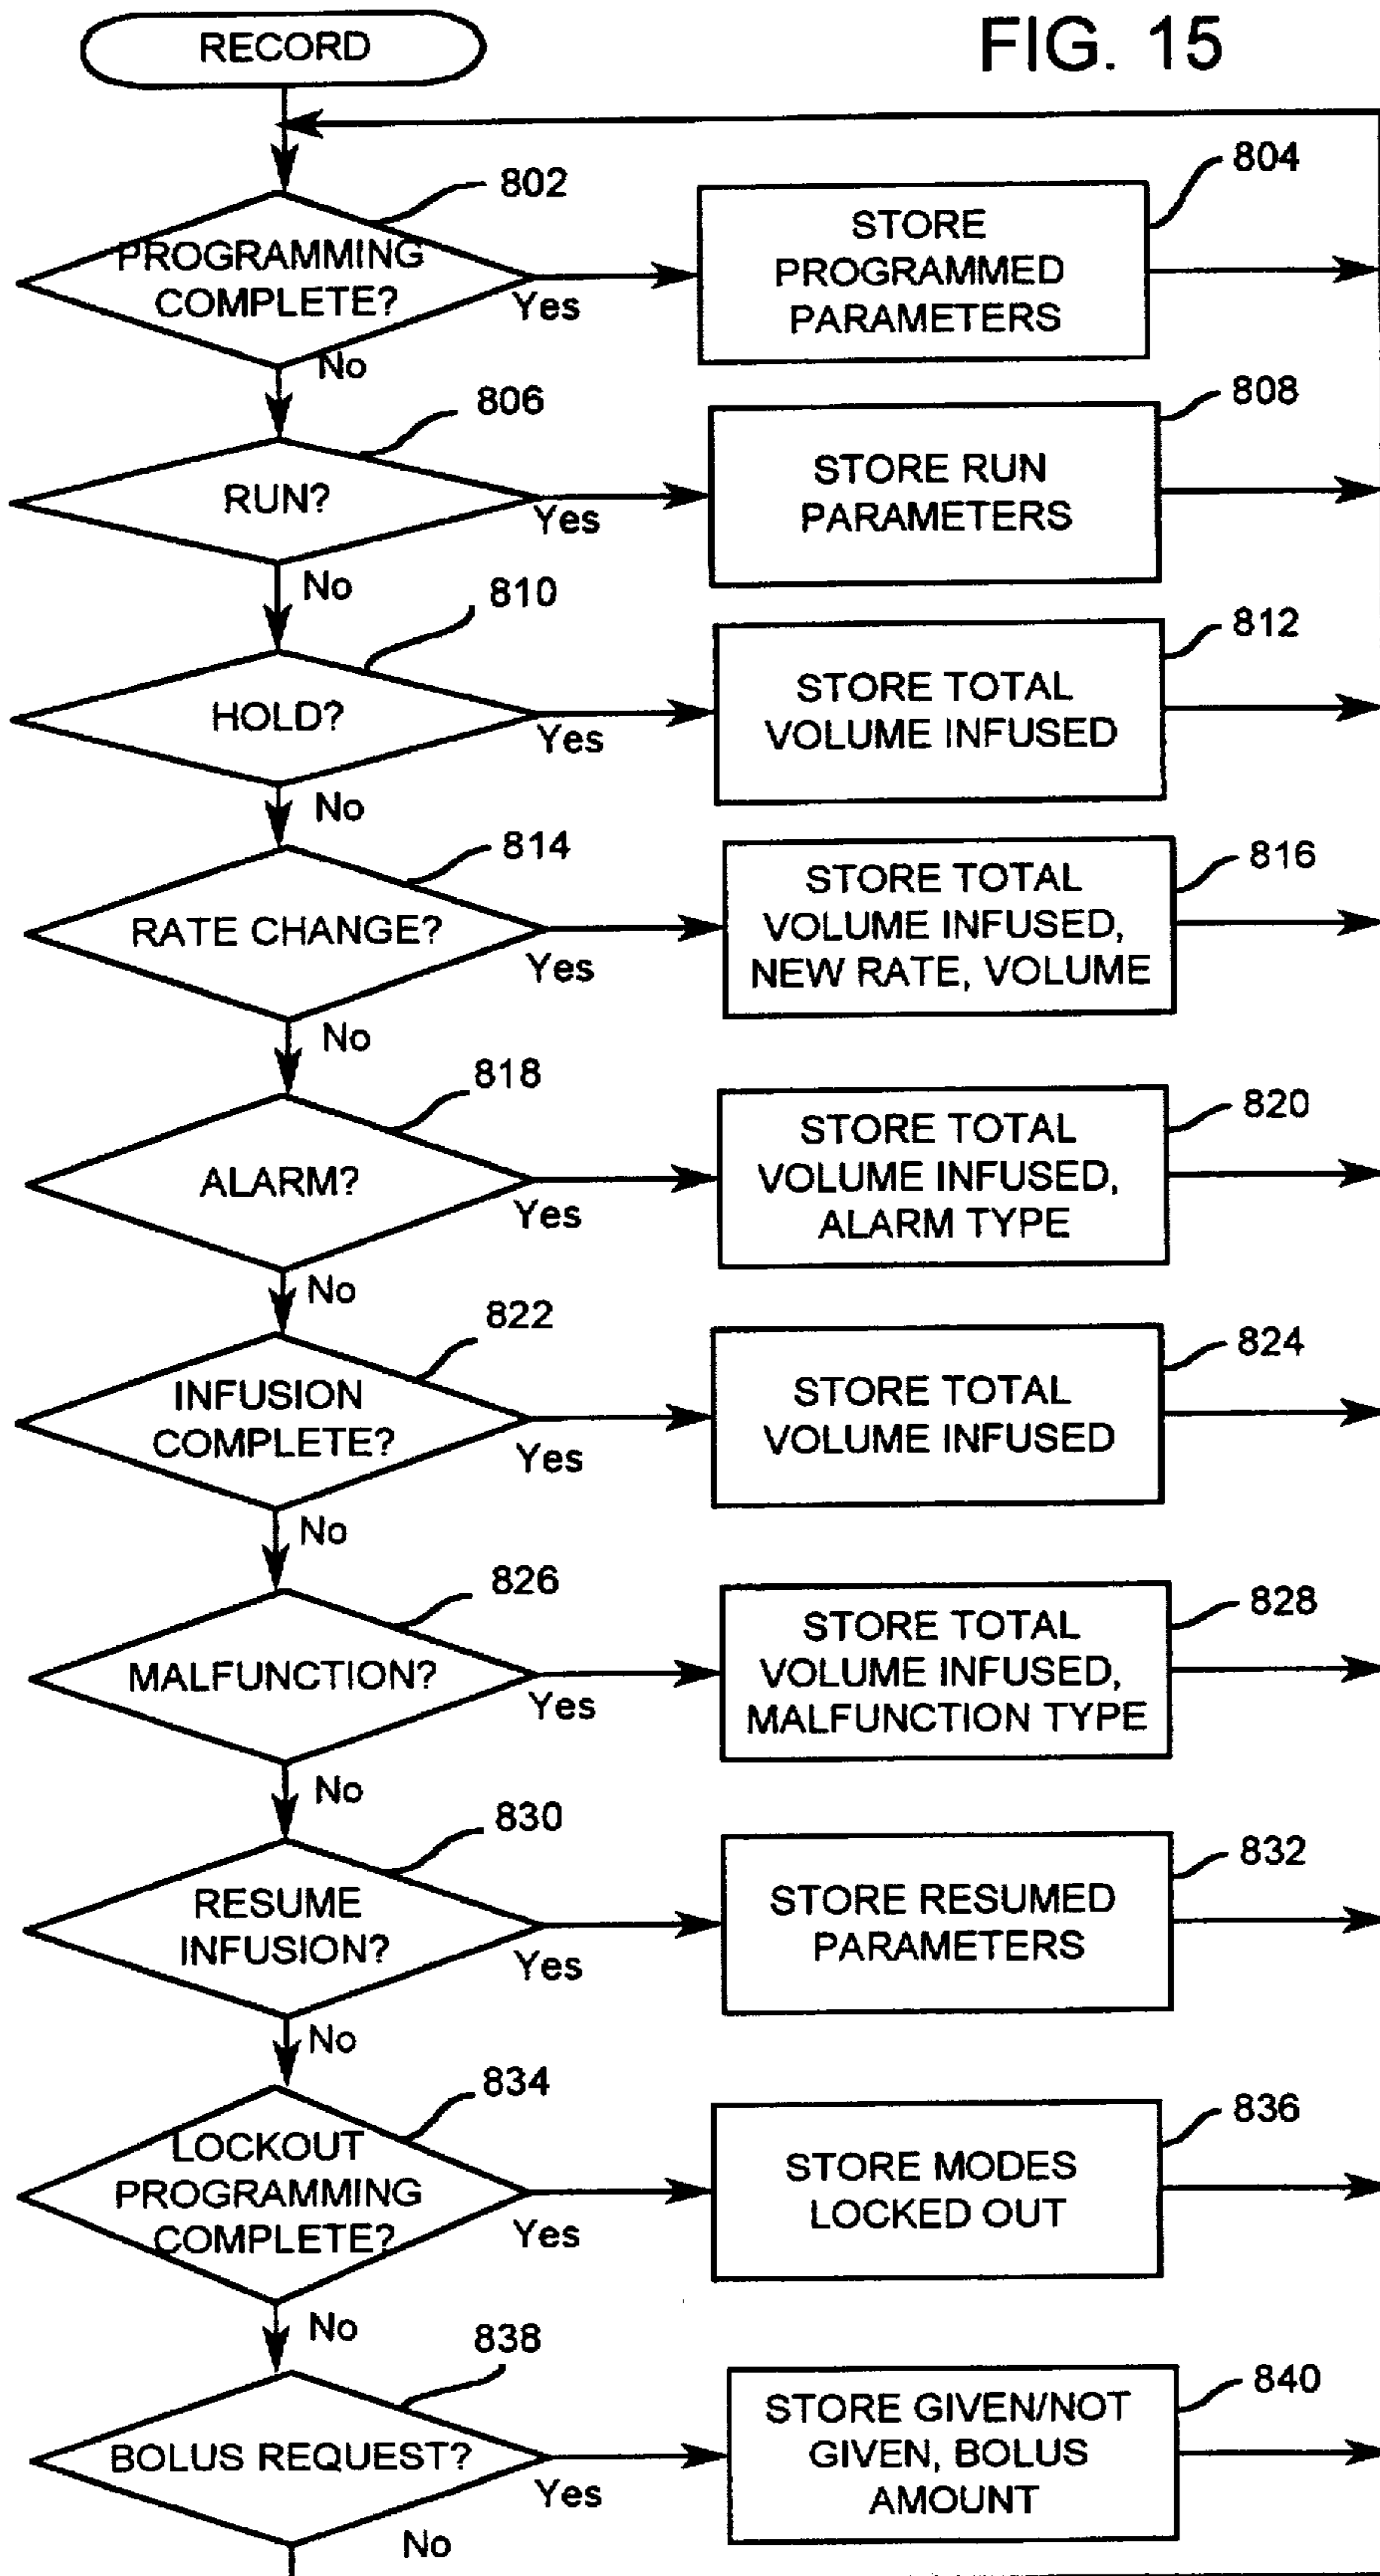 RECORD
FIG. 15
802
PROGRAMMING
COMPLETE?
Yes
No
804
STORE
PROGRAMMED
PARAMETERS
806
RUN?
Yes
No
808
STORE RUN
PARAMETERS
810
HOLD?
Yes
No
812
STORE TOTAL
VOLUME INFUSED
814
RATE CHANGE?
Yes
No
816
STORE TOTAL
VOLUME INFUSED,
NEW RATE, VOLUME
818
ALARM?
Yes
No
820
STORE TOTAL
VOLUME INFUSED,
ALARM TYPE
822
INFUSION
COMPLETE?
Yes
No
824
STORE TOTAL
VOLUME INFUSED
826
MALFUNCTION?
Yes
No
828
STORE TOTAL
VOLUME INFUSED,
MALFUNCTION TYPE
830
RESUME
INFUSION?
Yes
No
832
STORE RESUMED
PARAMETERS
834
LOCKOUT
PROGRAMMING
COMPLETE?
Yes
No
836
STORE MODES
LOCKED OUT
838
BOLUS REQUEST?
Yes
No
840
STORE GIVEN/NOT
GIVEN, BOLUS
AMOUNT